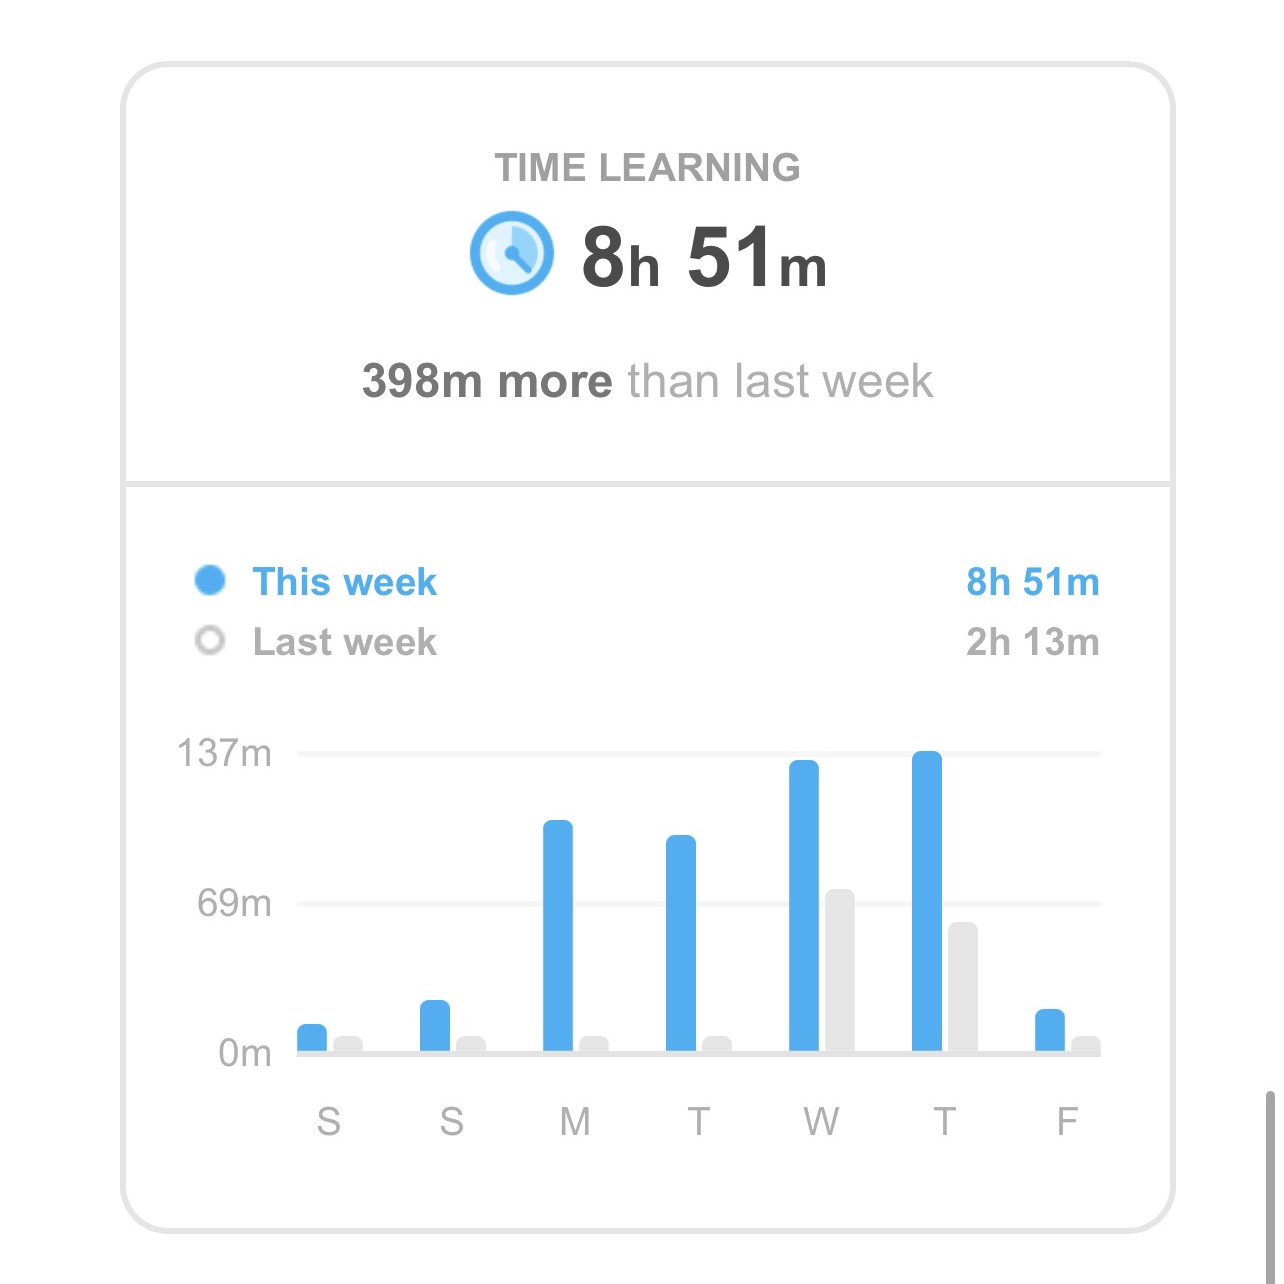 TIME LEARNING
8h 51m
398m more than last week
This week 8h 51m
Last week 2h 13m
137m
69m
0m
S S M T W T F